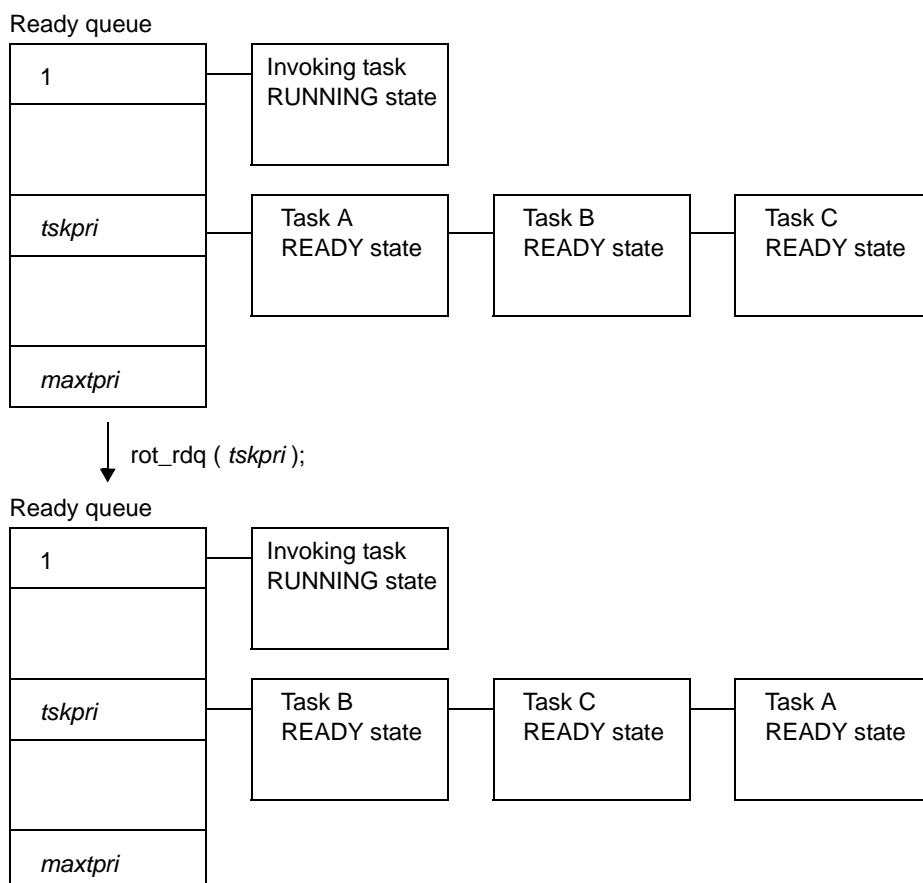 Ready queue
1
Invoking task
RUNNING state
tskpri
Task A
READY state
Task B
READY state
Task C
READY state
maxtpri
rot_rdq ( tskpri );
Ready queue
1
Invoking task
RUNNING state
tskpri
Task B
READY state
Task C
READY state
Task A
READY state
maxtpri